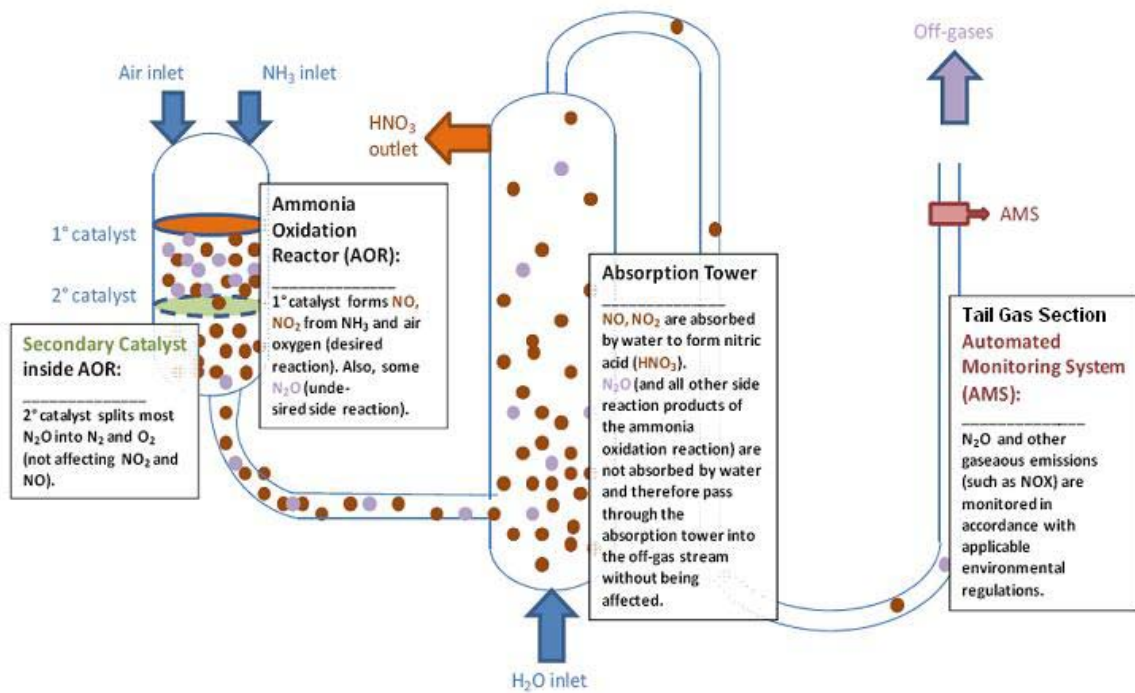 Air inlet
NH₃ inlet
1° catalyst
2° catalyst
Secondary Catalyst
inside AOR:
______________
2° catalyst splits most
N₂O into N₂ and O₂
(not affecting NO₂ and
NO).
Ammonia
Oxidation
Reactor (AOR):
______________
1° catalyst forms NO,
NO₂ from NH₃ and air
oxygen (desired
reaction). Also, some
N₂O (unde-
sired side reaction).
HNO₃
outlet
H₂O inlet
Absorption Tower
______________
NO, NO₂ are absorbed
by water to form nitric
acid (HNO₃).
N₂O (and all other side
reaction products of
the ammonia
oxidation reaction) are
not absorbed by water
and therefore pass
through the
absorption tower into
the off-gas stream
without being
affected.
Off-gases
AMS
Tail Gas Section
Automated
Monitoring System
(AMS):
______________
N₂O and other
gaseaous emissions
(such as NOX) are
monitored in
accordance with
applicable
environmental
regulations.